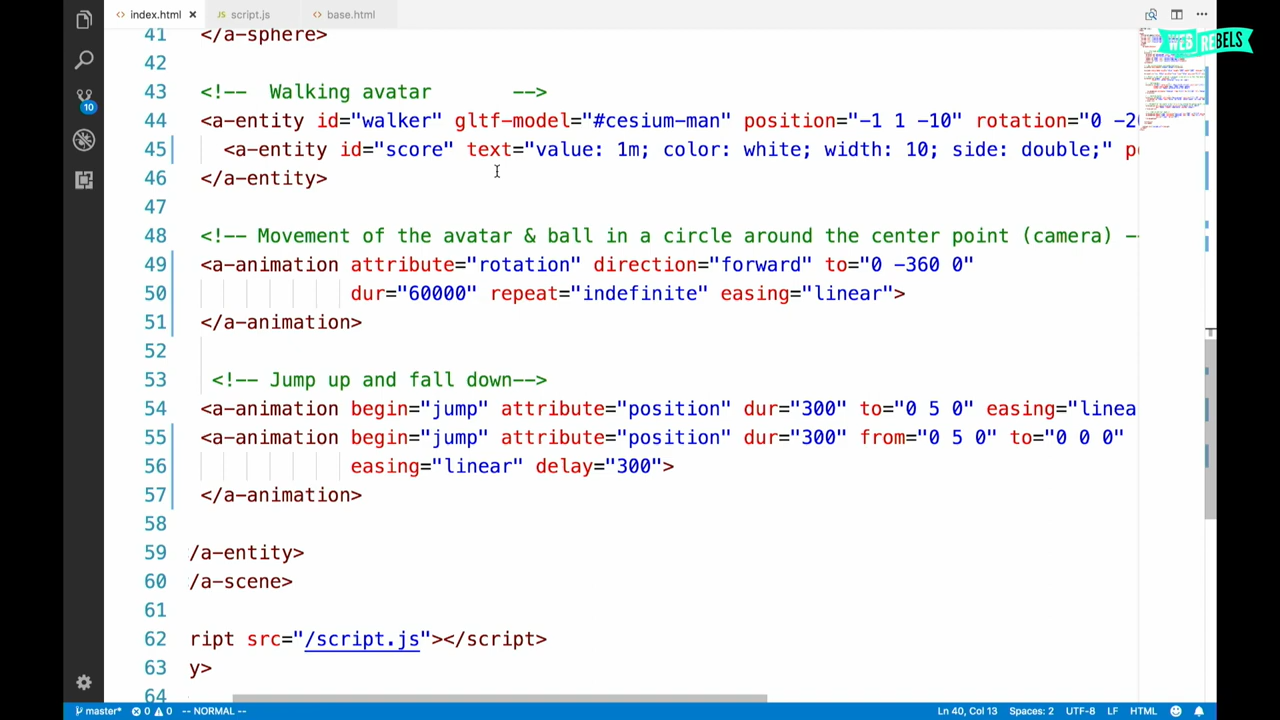 index.html × script.js base.html
WEB REBELS
41 </a-sphere>
42
43 <!--  Walking avatar       -->
44 <a-entity id="walker" gltf-model="#cesium-man" position="-1 1 -10" rotation="0 -20
45 <a-entity id="score" text="value: 1m; color: white; width: 10; side: double;" po
46 </a-entity>
47
48 <!-- Movement of the avatar & ball in a circle around the center point (camera) --
49 <a-animation attribute="rotation" direction="forward" to="0 -360 0"
50 dur="60000" repeat="indefinite" easing="linear">
51 </a-animation>
52
53 <!-- Jump up and fall down-->
54 <a-animation begin="jump" attribute="position" dur="300" to="0 5 0" easing="linea
55 <a-animation begin="jump" attribute="position" dur="300" from="0 5 0" to="0 0 0"
56 easing="linear" delay="300">
57 </a-animation>
58
59 /a-entity>
60 /a-scene>
61
62 ript src="/script.js"></script>
63 y>
64
10
master* 0 0 -- NORMAL -- Ln 40, Col 13 Spaces: 2 UTF-8 LF HTML